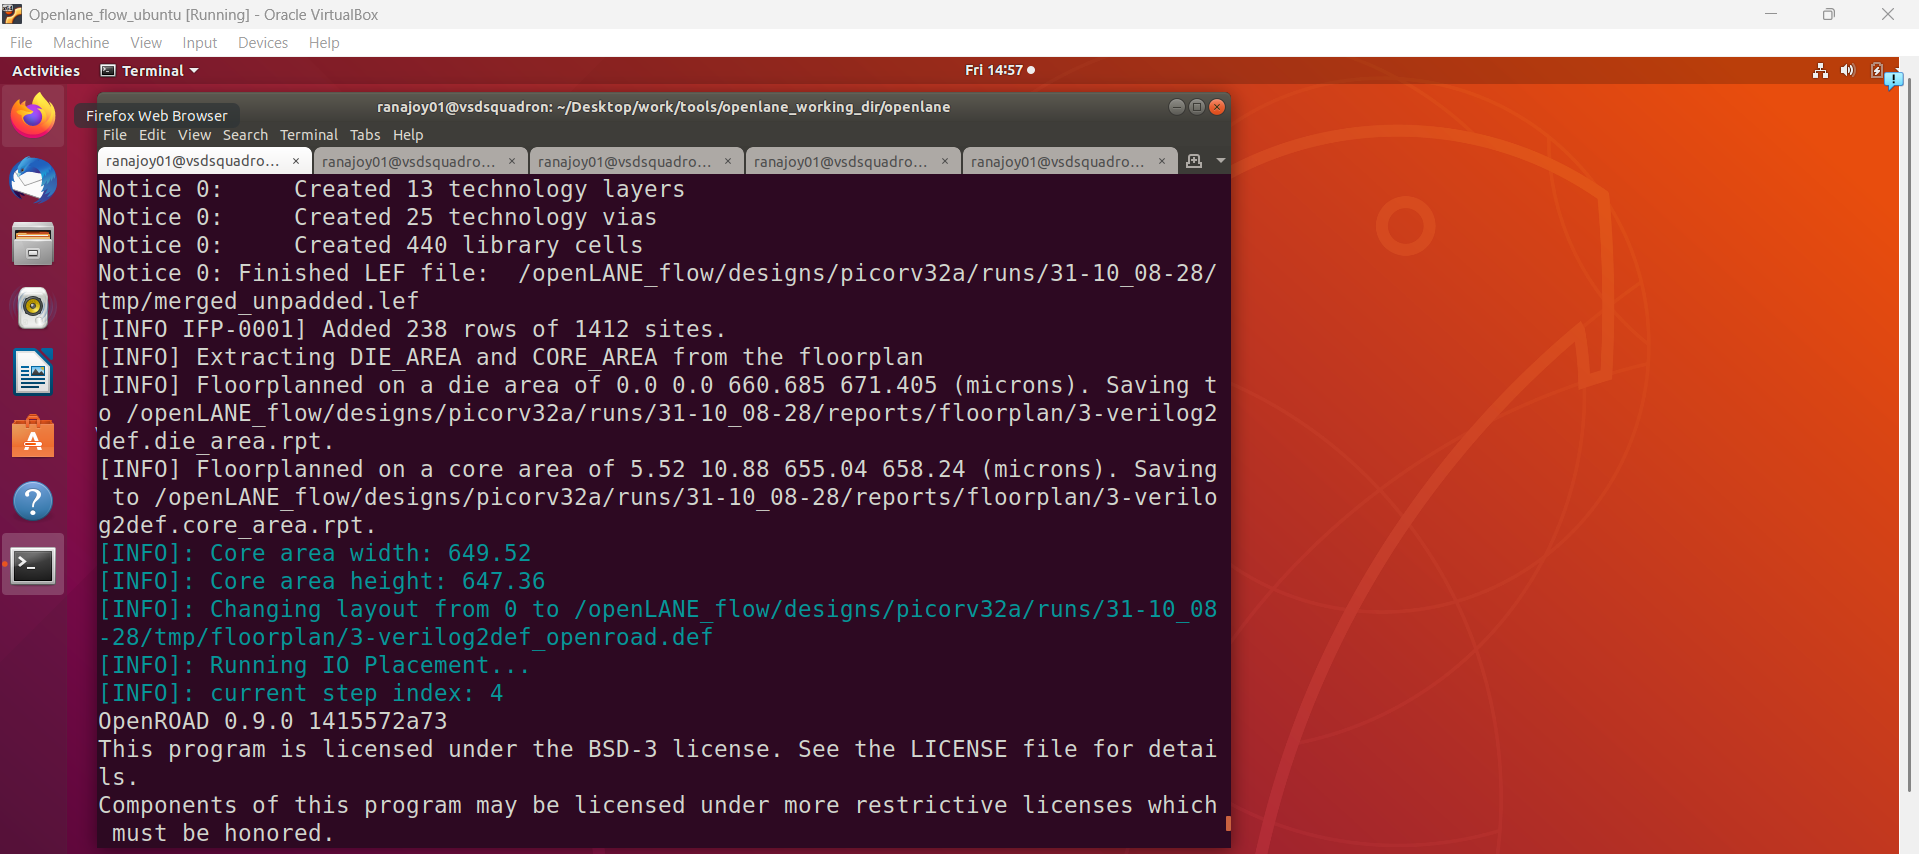 Openlane_flow_ubuntu [Running] - Oracle VirtualBox
File Machine View Input Devices Help
Activities Terminal Fri 14:57
ranajoy01@vsdsquadron: ~/Desktop/work/tools/openlane_working_dir/openlane
Firefox Web Browser
File Edit View Search Terminal Tabs Help
ranajoy01@vsdsquadro... × ranajoy01@vsdsquadro... × ranajoy01@vsdsquadro... × ranajoy01@vsdsquadro... × ranajoy01@vsdsquadro... ×
Notice 0:     Created 13 technology layers
Notice 0:     Created 25 technology vias
Notice 0:     Created 440 library cells
Notice 0: Finished LEF file:  /openLANE_flow/designs/picorv32a/runs/31-10_08-28/
tmp/merged_unpadded.lef
[INFO IFP-0001] Added 238 rows of 1412 sites.
[INFO] Extracting DIE_AREA and CORE_AREA from the floorplan
[INFO] Floorplanned on a die area of 0.0 0.0 660.685 671.405 (microns). Saving t
o /openLANE_flow/designs/picorv32a/runs/31-10_08-28/reports/floorplan/3-verilog2
def.die_area.rpt.
[INFO] Floorplanned on a core area of 5.52 10.88 655.04 658.24 (microns). Saving
 to /openLANE_flow/designs/picorv32a/runs/31-10_08-28/reports/floorplan/3-verilo
g2def.core_area.rpt.
[INFO]: Core area width: 649.52
[INFO]: Core area height: 647.36
[INFO]: Changing layout from 0 to /openLANE_flow/designs/picorv32a/runs/31-10_08
-28/tmp/floorplan/3-verilog2def_openroad.def
[INFO]: Running IO Placement...
[INFO]: current step index: 4
OpenROAD 0.9.0 1415572a73
This program is licensed under the BSD-3 license. See the LICENSE file for detai
ls.
Components of this program may be licensed under more restrictive licenses which
 must be honored.